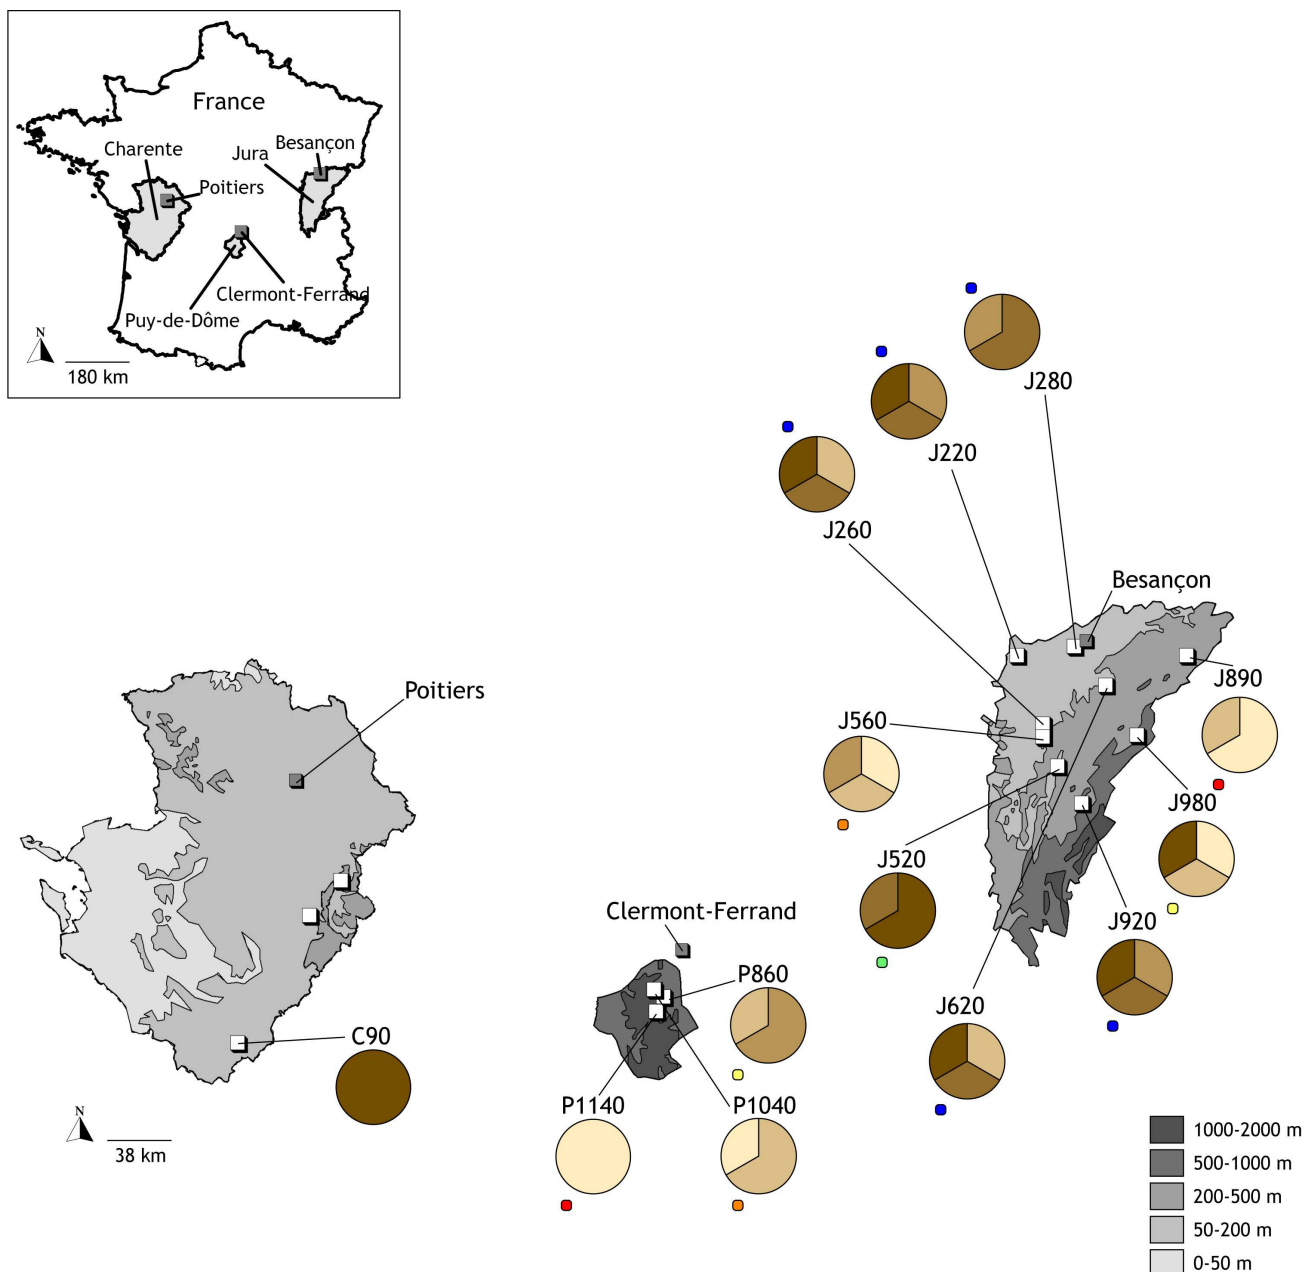 France
Charente
Jura
Besançon
Poitiers
Clermont-Ferrand
Puy-de-Dôme
N
180 km
J280
J220
J260
Besançon
J890
J560
J980
J520
J920
J620
Poitiers
C90
N
38 km
Clermont-Ferrand
P860
P1140
P1040
1000-2000 m
500-1000 m
200-500 m
50-200 m
0-50 m